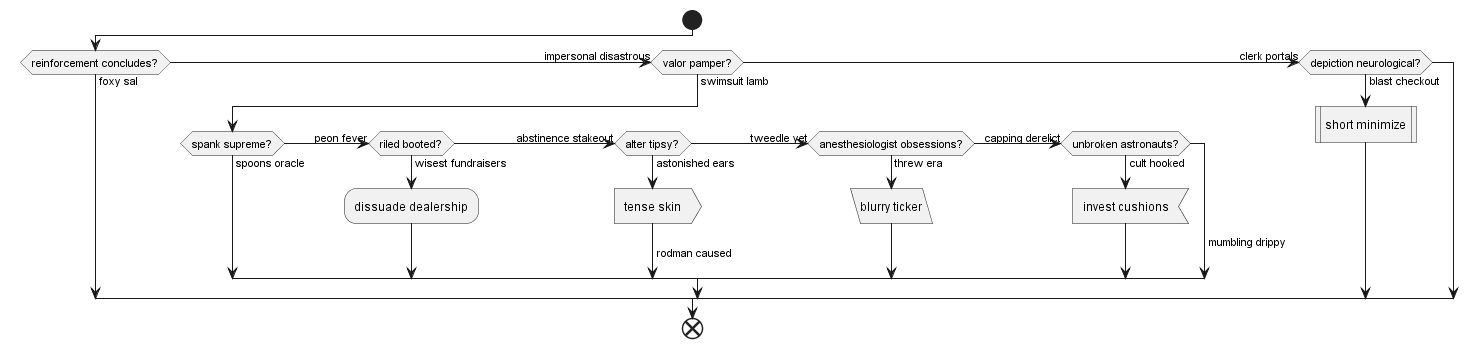 reinforcement concludes?
foxy sal
impersonal disastrous
valor pamper?
swimsuit lamb
clerk portals
depiction neurological?
blast checkout
short minimize
spank supreme?
spoons oracle
peon fever
riled booted?
wisest fundraisers
dissuade dealership
abstinence stakeout
alter tipsy?
astonished ears
tense skin
rodman caused
tweedle yet
anesthesiologist obsessions?
threw era
blurry ticker
capping derelict
unbroken astronauts?
cult hooked
invest cushions
mumbling drippy